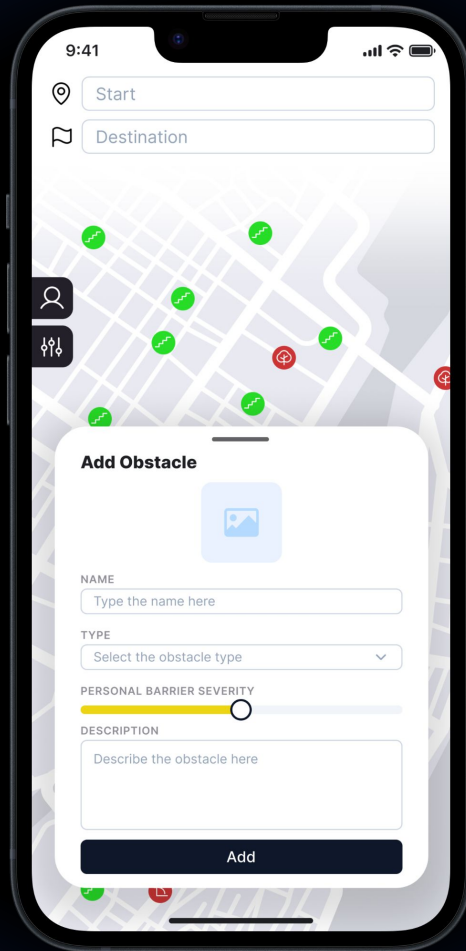 9:41
Start
Destination
Add Obstacle
NAME
Type the name here
TYPE
Select the obstacle type
PERSONAL BARRIER SEVERITY
DESCRIPTION
Describe the obstacle here
Add